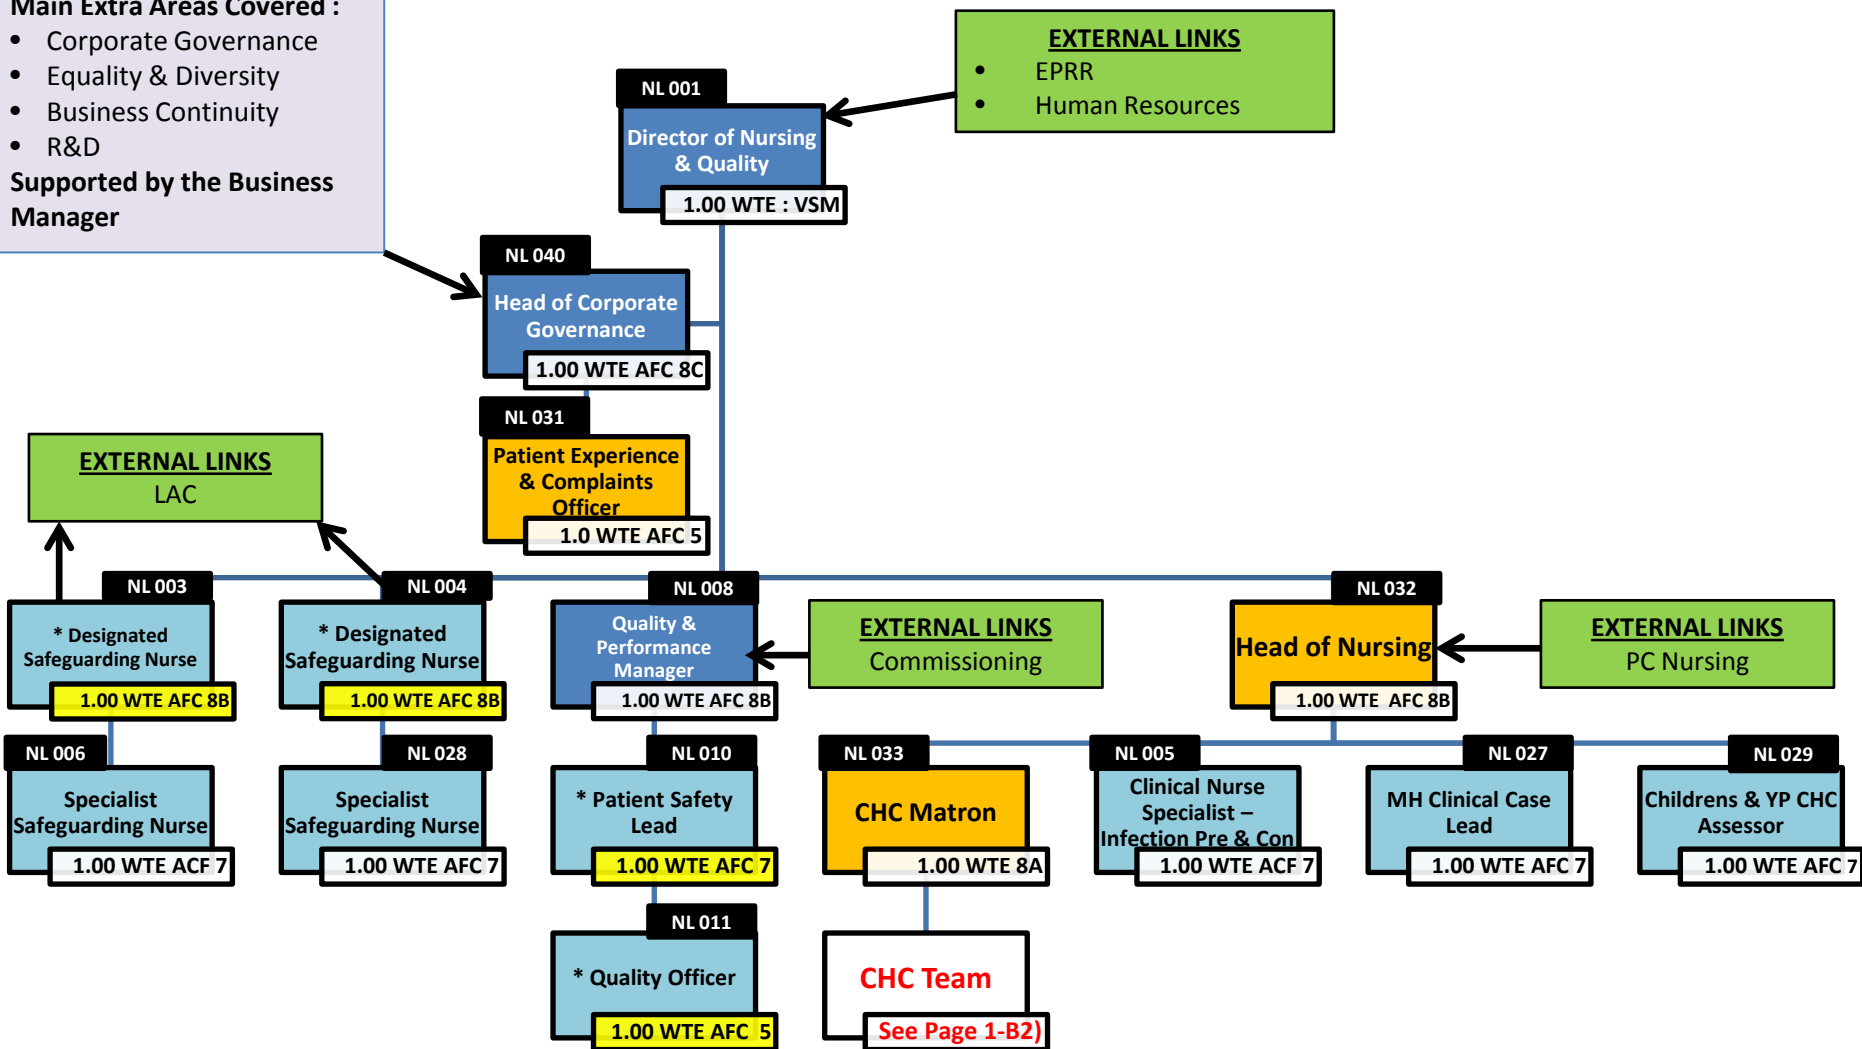 Main Extra Areas Covered :
• Corporate Governance
• Equality & Diversity
• Business Continuity
• R&D
Supported by the Business
Manager
EXTERNAL LINKS
• EPRR
• Human Resources
NL 001
Director of Nursing
& Quality
1.00 WTE : VSM
NL 040
Head of Corporate
Governance
1.00 WTE AFC 8C
NL 031
Patient Experience
& Complaints
Officer
1.0 WTE AFC 5
EXTERNAL LINKS
LAC
NL 003
* Designated
Safeguarding Nurse
1.00 WTE AFC 8B
NL 004
* Designated
Safeguarding Nurse
1.00 WTE AFC 8B
NL 008
Quality &
Performance
Manager
1.00 WTE AFC 8B
EXTERNAL LINKS
Commissioning
NL 032
Head of Nursing
1.00 WTE AFC 8B
EXTERNAL LINKS
PC Nursing
NL 006
Specialist
Safeguarding Nurse
1.00 WTE ACF 7
NL 028
Specialist
Safeguarding Nurse
1.00 WTE AFC 7
NL 010
* Patient Safety
Lead
1.00 WTE AFC 7
NL 033
CHC Matron
1.00 WTE 8A
NL 005
Clinical Nurse
Specialist –
Infection Pre & Con
1.00 WTE ACF 7
NL 027
MH Clinical Case
Lead
1.00 WTE AFC 7
NL 029
Childrens & YP CHC
Assessor
1.00 WTE AFC 7
NL 011
* Quality Officer
1.00 WTE AFC 5
CHC Team
See Page 1-B2)